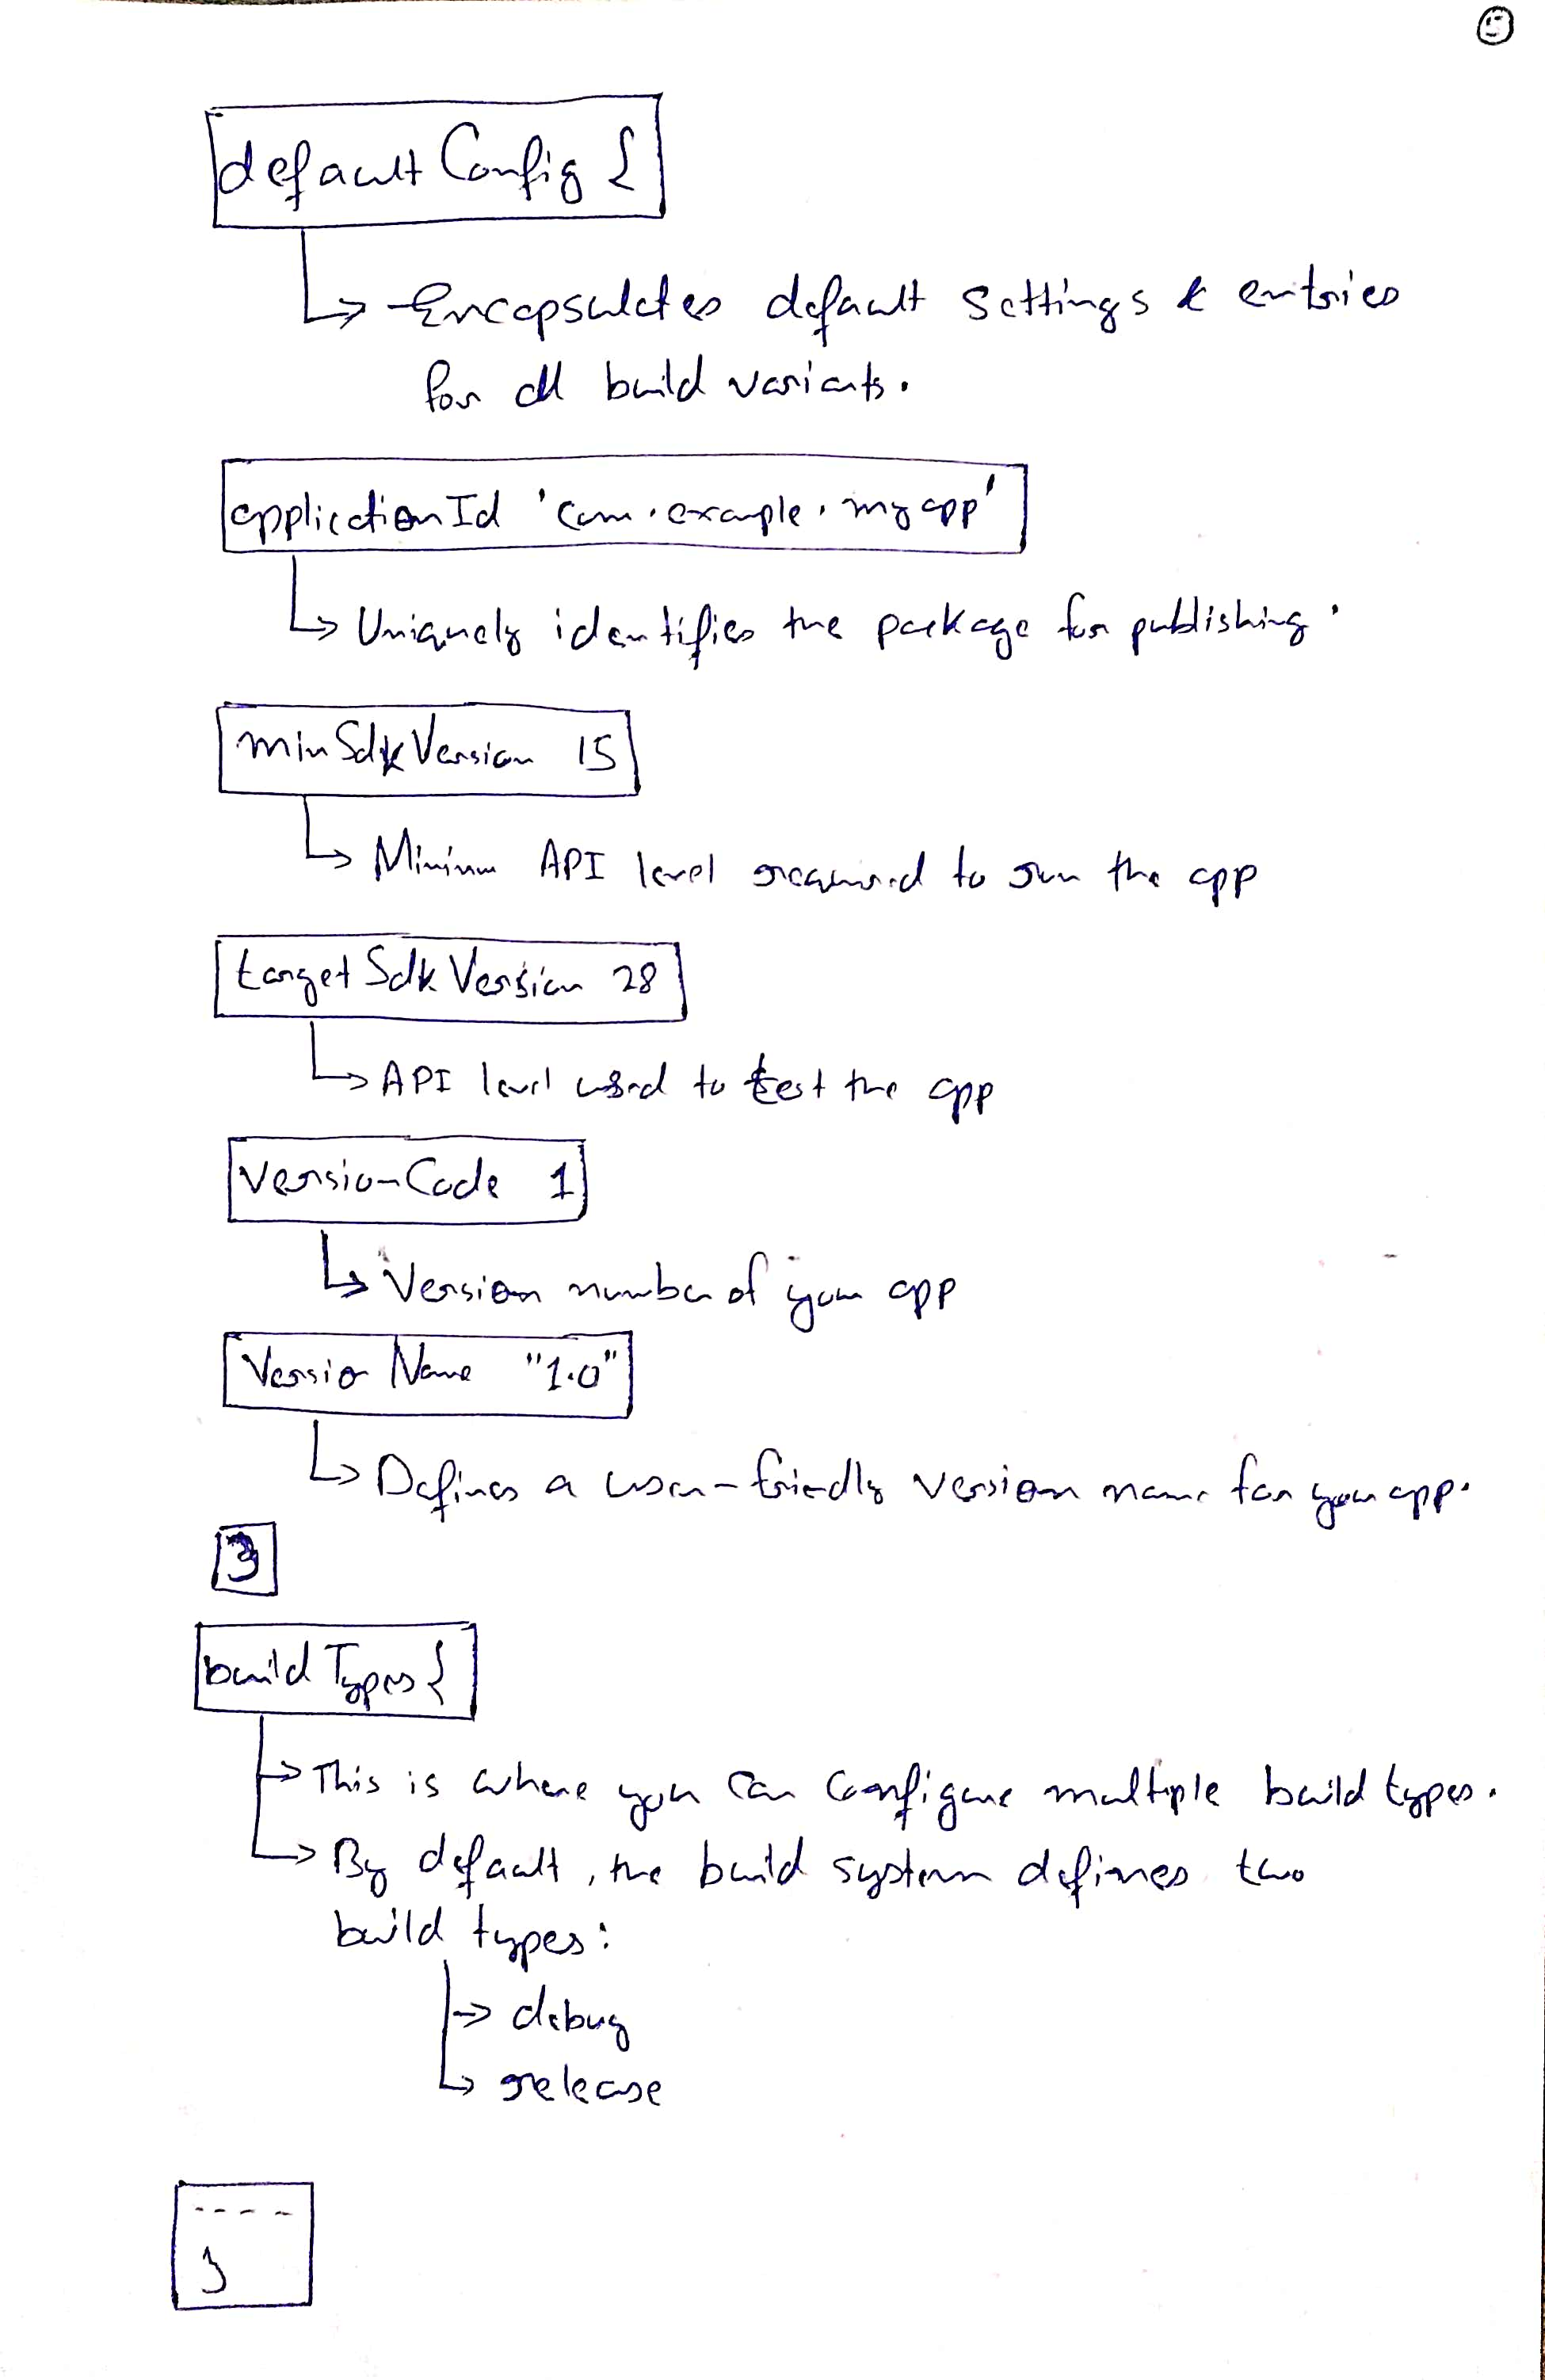 defaultConfig {
↳ Encapsulates default settings & entries
for all build variants.
applicationId 'com.example.myapp'
↳ Uniquely identifies the package for publishing.
minSdkVersion 15
↳ Minimum API level required to run the app
targetSdkVersion 28
↳ API level used to test the app
versionCode 1
↳ Version number of your app
versionName "1.0"
↳ Defines a user-friendly version name for your app.
}
buildTypes {
→ This is where you can configure multiple build types.
↳ By default, the build system defines two
build types:
→ debug
↳ release
----
}